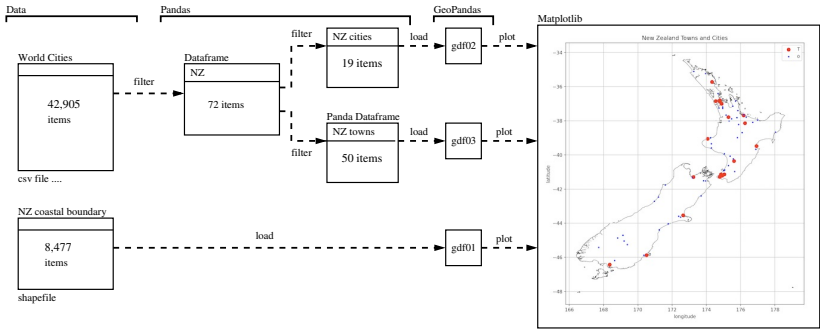 Data
Pandas
GeoPandas
Matplotlib
World Cities
42,905
items
csv file ....
filter
Dataframe
NZ
72 items
filter
filter
NZ cities
19 items
Panda Dataframe
NZ towns
50 items
load
load
gdf02
gdf03
plot
plot
NZ coastal boundary
8,477
items
shapefile
load
gdf01
plot
New Zealand Towns and Cities
latitude
−34
−36
−38
−40
−42
−44
−46
−48
166
168
170
172
174
176
178
longitude